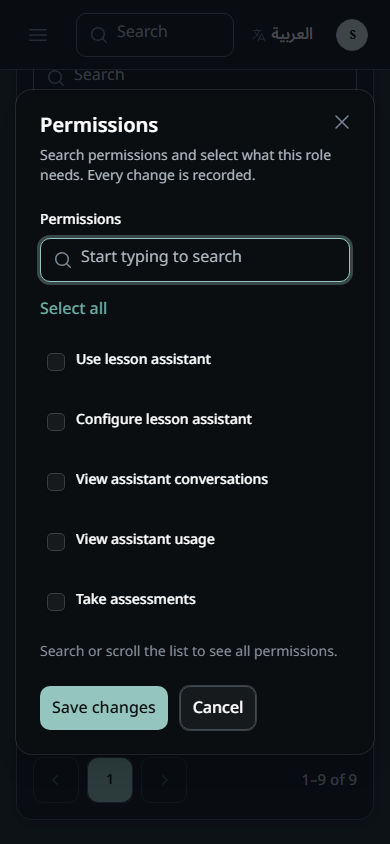 Search
العربية
S
Search
Permissions
Search permissions and select what this role
needs. Every change is recorded.
Permissions
Start typing to search
Select all
Use lesson assistant
Configure lesson assistant
View assistant conversations
View assistant usage
Take assessments
Search or scroll the list to see all permissions.
Save changes
Cancel
1
1–9 of 9